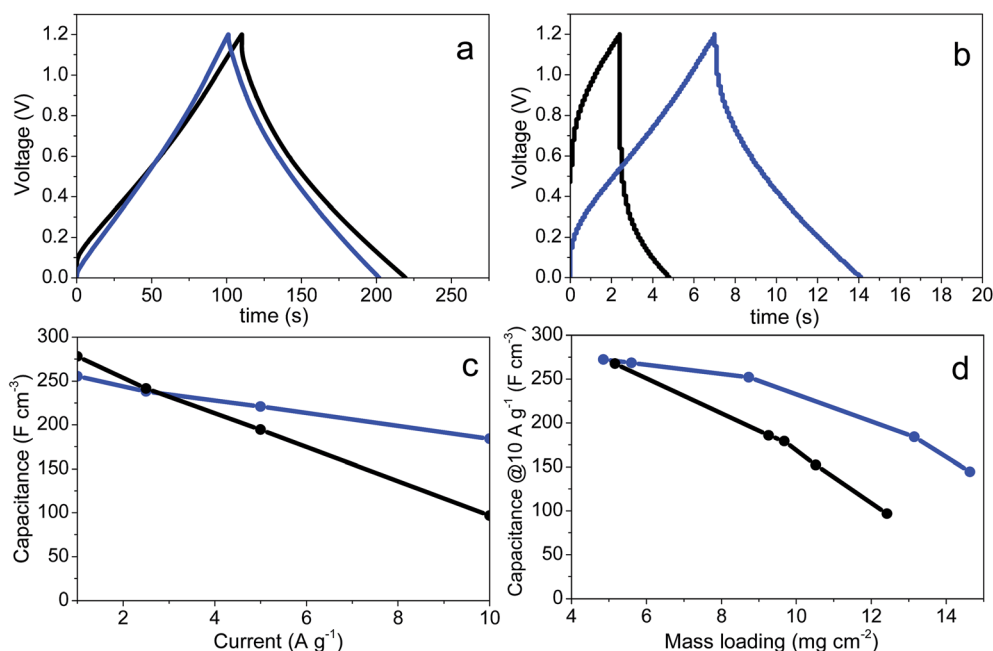 a
Voltage (V)
1.2
1.0
0.8
0.6
0.4
0.2
0.0
0 50 100 150 200 250
time (s)
b
Voltage (V)
1.2
1.0
0.8
0.6
0.4
0.2
0.0
0 2 4 6 8 10 12 14 16 18 20
time (s)
c
Capacitance (F cm⁻³)
300
250
200
150
100
50
0
2 4 6 8 10
Current (A g⁻¹)
d
Capacitance @10 A g⁻¹ (F cm⁻³)
300
250
200
150
100
50
0
4 6 8 10 12 14
Mass loading (mg cm⁻²)